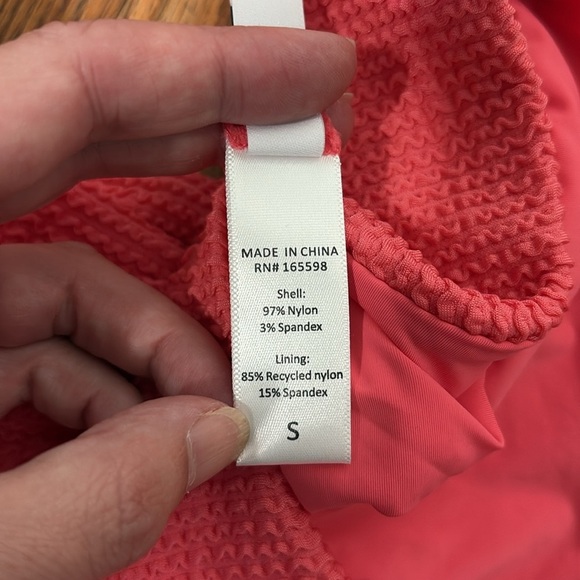 MADE IN CHINA
RN# 165598
Shell:
97% Nylon
3% Spandex
Lining:
85% Recycled nylon
15% Spandex
S